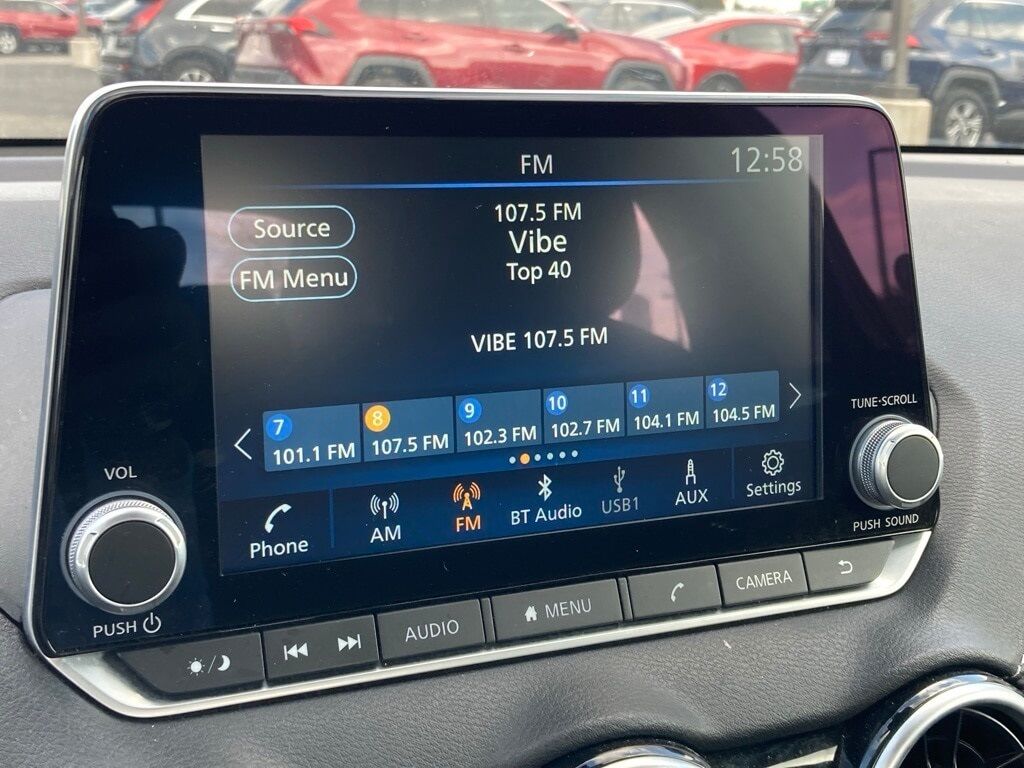 FM
12:58
Source
107.5 FM
Vibe
FM Menu
Top 40
VIBE 107.5 FM
7 8 9 10 11 12
101.1 FM 107.5 FM 102.3 FM 102.7 FM 104.1 FM 104.5 FM
Phone AM FM BT Audio USB1 AUX Settings
VOL
PUSH
TUNE·SCROLL
PUSH SOUND
AUDIO MENU CAMERA